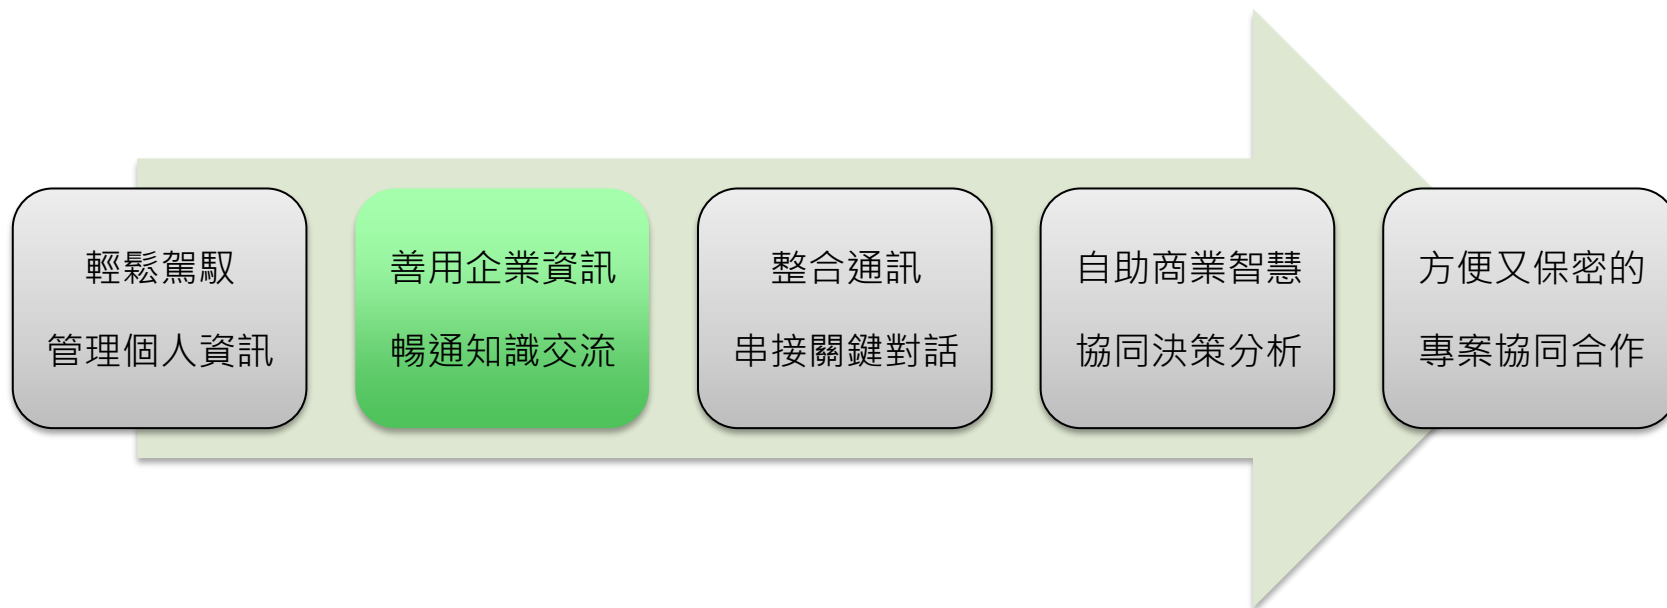 輕鬆駕馭
管理個人資訊
善用企業資訊
暢通知識交流
整合通訊
串接關鍵對話
自助商業智慧
協同決策分析
方便又保密的
專案協同合作